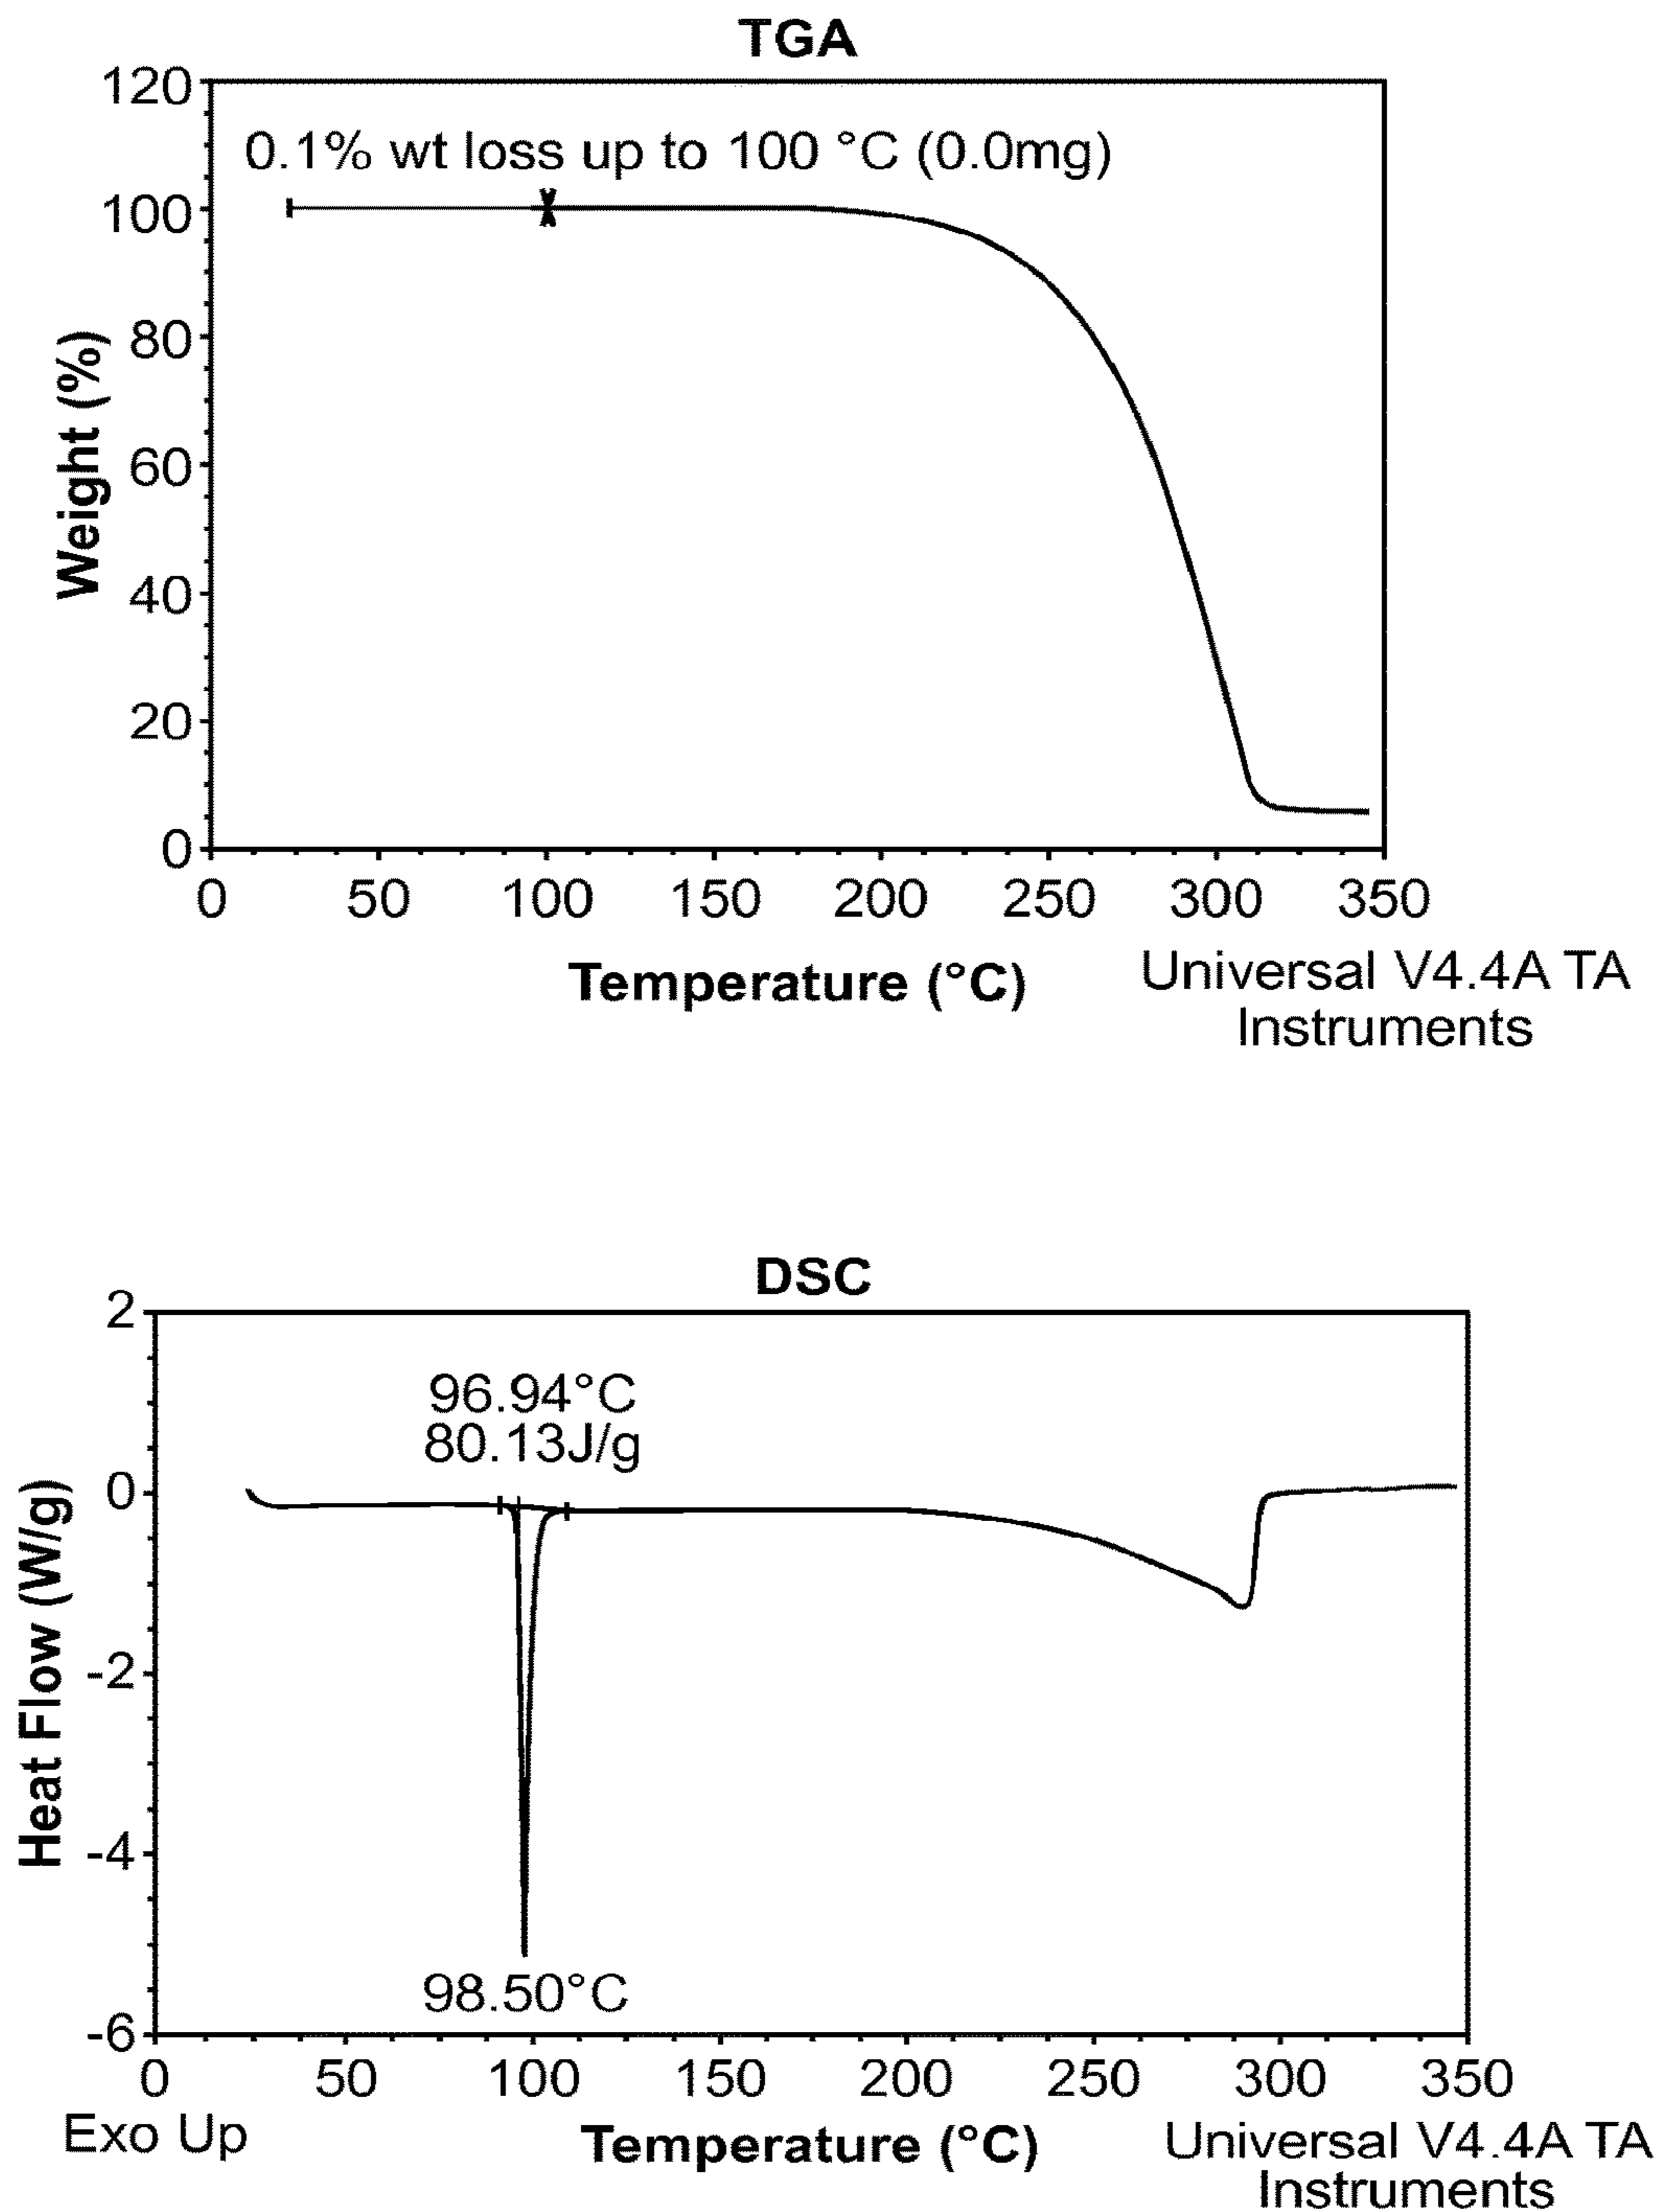 TGA
120
0.1% wt loss up to 100 °C (0.0mg)
100
80
60
40
20
0
Weight (%)
0 50 100 150 200 250 300 350
Temperature (°C)
Universal V4.4A TA
Instruments
DSC
2
96.94°C
80.13J/g
0
-2
-4
98.50°C
-6
Heat Flow (W/g)
0 50 100 150 200 250 300 350
Exo Up
Temperature (°C)
Universal V4.4A TA
Instruments